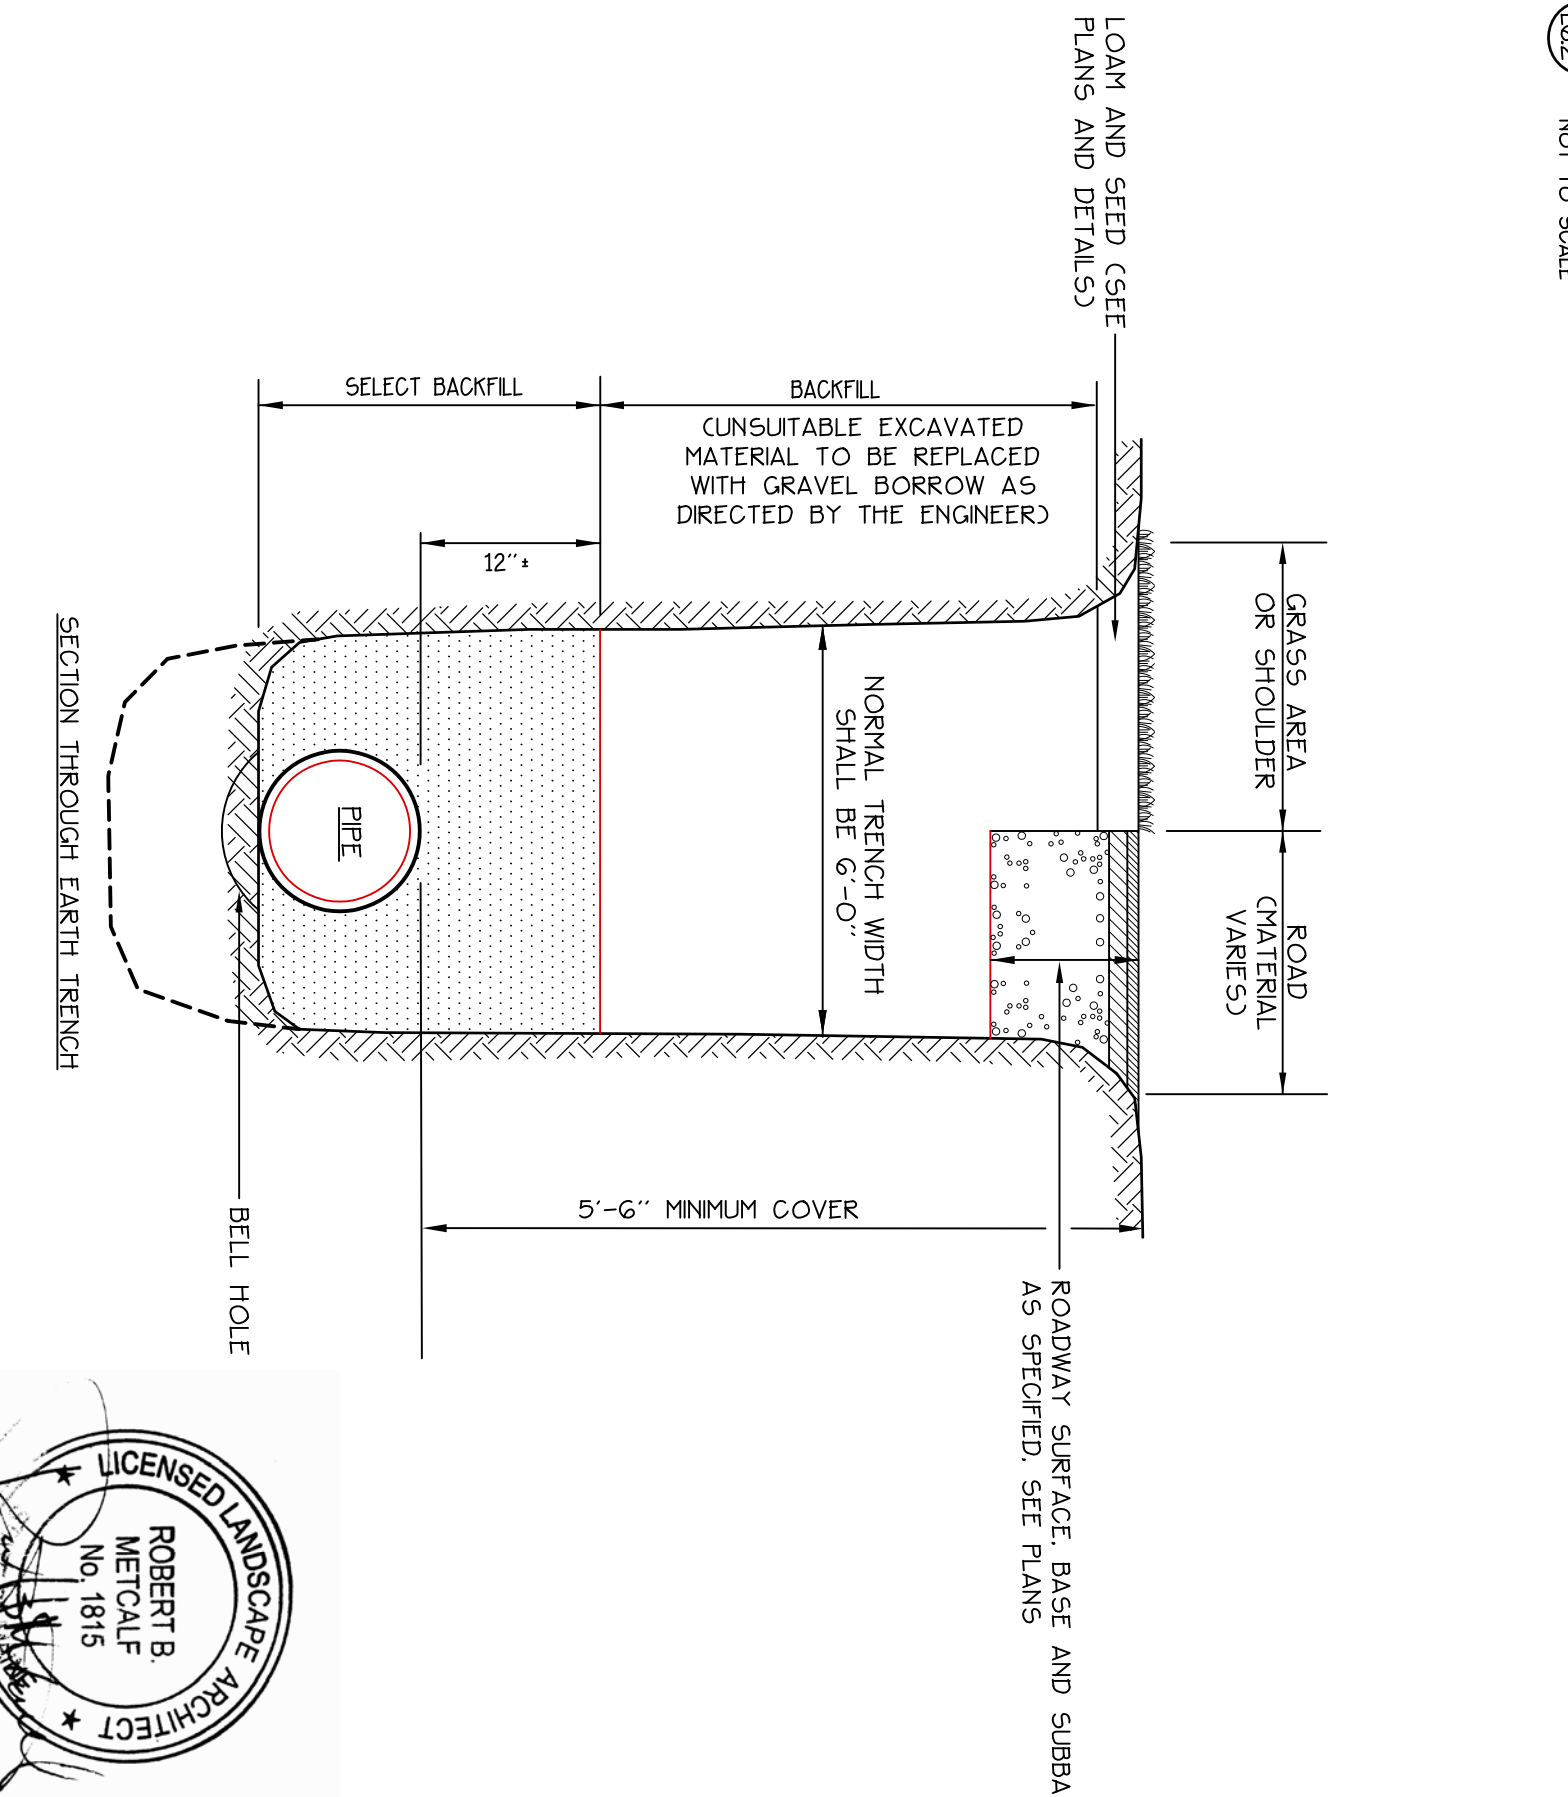 NOT TO SCALE
GRASS AREA
OR SHOULDER
ROAD
(MATERIAL
VARIES)
LOAM AND SEED (SEE
PLANS AND DETAILS)
BACKFILL
(UNSUITABLE EXCAVATED
MATERIAL TO BE REPLACED
WITH GRAVEL BORROW AS
DIRECTED BY THE ENGINEER)
SELECT BACKFILL
12"±
NORMAL TRENCH WIDTH
SHALL BE 6'-0"
PIPE
5'-6" MINIMUM COVER
ROADWAY SURFACE, BASE AND SUBBA
AS SPECIFIED, SEE PLANS
BELL HOLE
SECTION THROUGH EARTH TRENCH
LICENSED LANDSCAPE ARCHITECT
ROBERT B.
METCALF
No. 1815